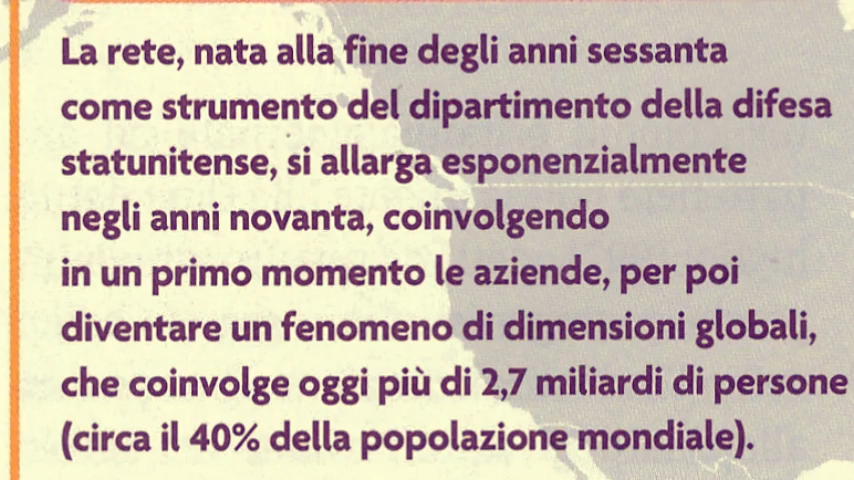 La rete, nata alla fine degli anni sessanta
come strumento del dipartimento della difesa
statunitense, si allarga esponenzialmente
negli anni novanta, coinvolgendo
in un primo momento le aziende, per poi
diventare un fenomeno di dimensioni globali,
che coinvolge oggi più di 2,7 miliardi di persone
(circa il 40% della popolazione mondiale).